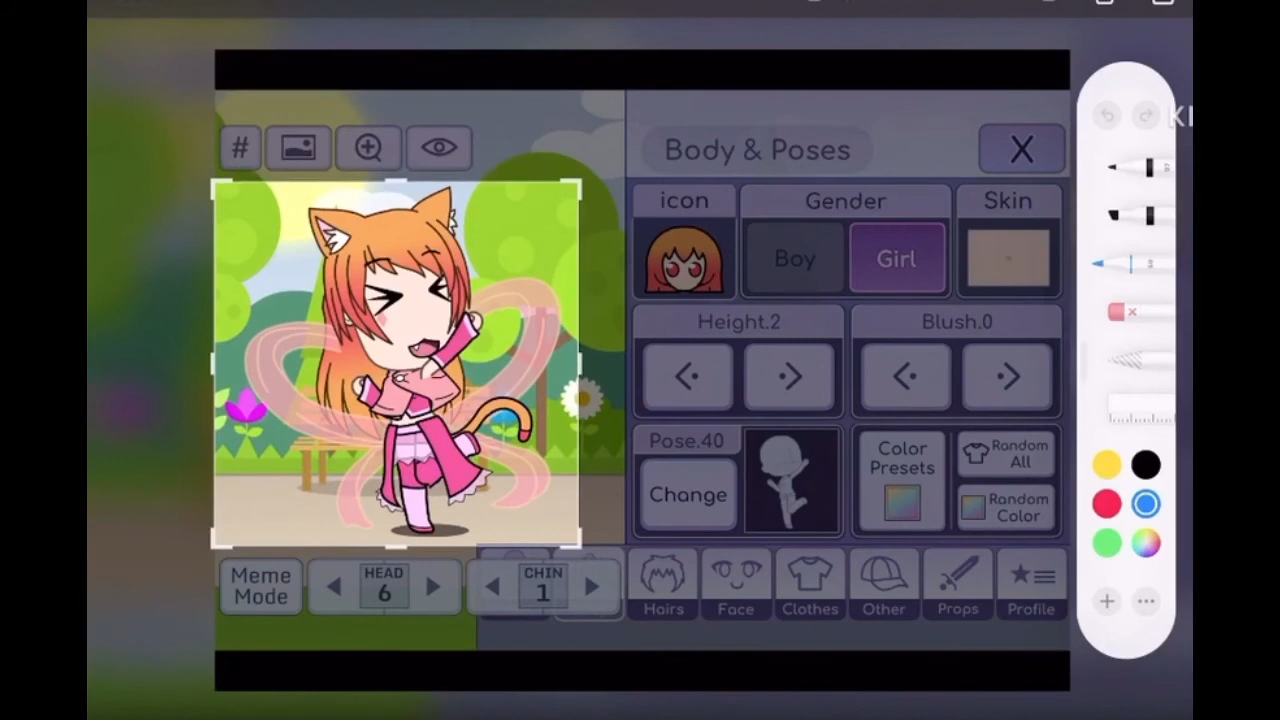 #
Body & Poses
X
icon
Gender
Skin
Boy
Girl
Height.2
Blush.0
Pose.40
Change
Color
Presets
Random
All
Random
Color
Meme
Mode
HEAD
6
CHIN
1
Hairs
Face
Clothes
Other
Props
Profile